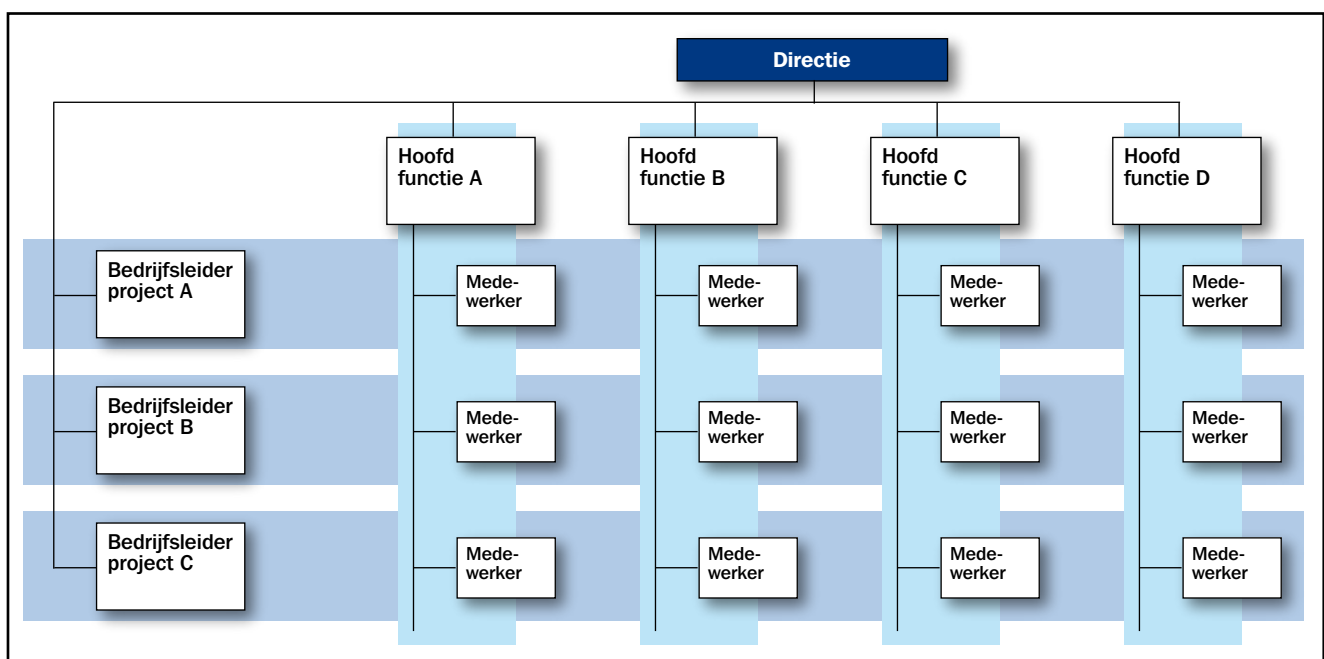 Directie
Hoofd
functie A
Hoofd
functie B
Hoofd
functie C
Hoofd
functie D
Bedrijfsleider
project A
Mede-
werker
Mede-
werker
Mede-
werker
Mede-
werker
Bedrijfsleider
project B
Mede-
werker
Mede-
werker
Mede-
werker
Mede-
werker
Bedrijfsleider
project C
Mede-
werker
Mede-
werker
Mede-
werker
Mede-
werker